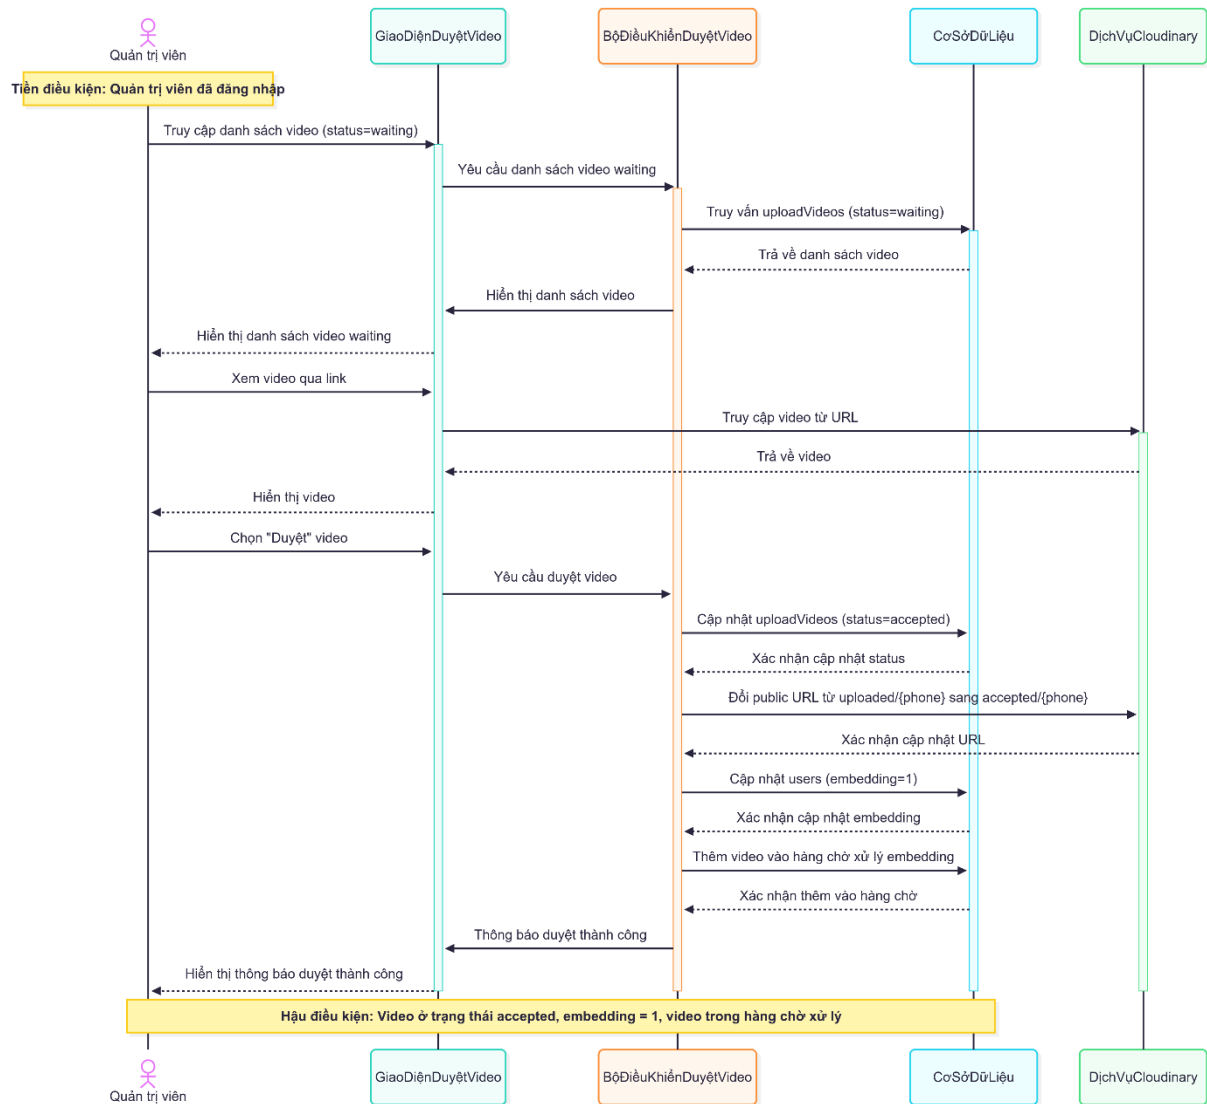 Quản trị viên
GiaoDiệnDuyệtVideo
BộĐiềuKhiểnDuyệtVideo
CơSởDữLiệu
DịchVụCloudinary
Tiền điều kiện: Quản trị viên đã đăng nhập
Truy cập danh sách video (status=waiting)
Yêu cầu danh sách video waiting
Truy vấn uploadVideos (status=waiting)
Trả về danh sách video
Hiển thị danh sách video
Hiển thị danh sách video waiting
Xem video qua link
Truy cập video từ URL
Trả về video
Hiển thị video
Chọn "Duyệt" video
Yêu cầu duyệt video
Cập nhật uploadVideos (status=accepted)
Xác nhận cập nhật status
Đổi public URL từ uploaded/{phone} sang accepted/{phone}
Xác nhận cập nhật URL
Cập nhật users (embedding=1)
Xác nhận cập nhật embedding
Thêm video vào hàng chờ xử lý embedding
Xác nhận thêm vào hàng chờ
Thông báo duyệt thành công
Hiển thị thông báo duyệt thành công
Hậu điều kiện: Video ở trạng thái accepted, embedding = 1, video trong hàng chờ xử lý
Quản trị viên
GiaoDiệnDuyệtVideo
BộĐiềuKhiểnDuyệtVideo
CơSởDữLiệu
DịchVụCloudinary